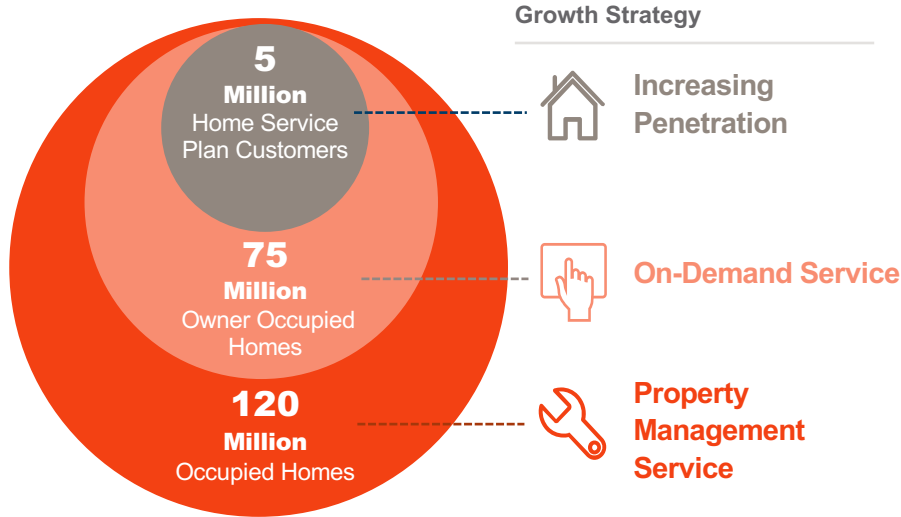 Growth Strategy
5
Million
Home Service
Plan Customers
Increasing
Penetration
75
Million
Owner Occupied
Homes
On-Demand Service
120
Million
Occupied Homes
Property
Management
Service